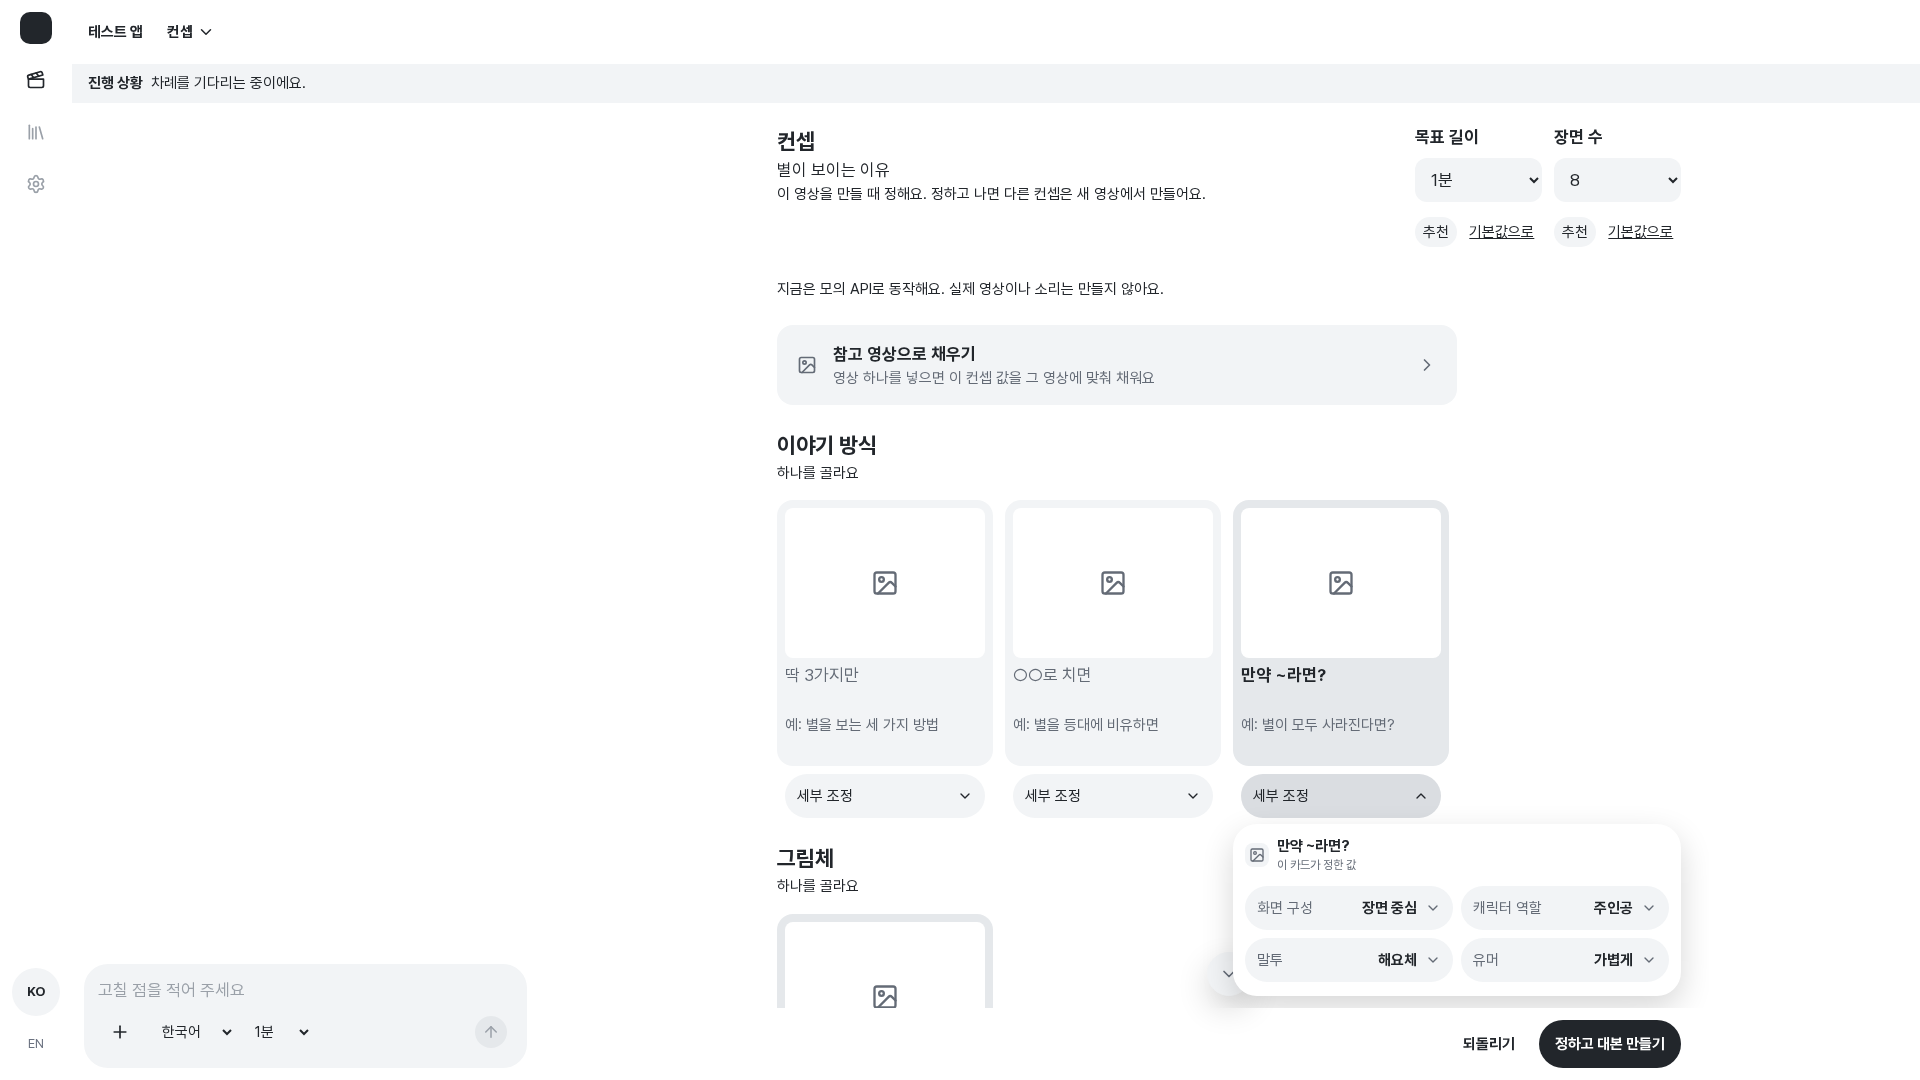 테스트 앱
컨셉
진행 상황 차례를 기다리는 중이에요.
컨셉
별이 보이는 이유
이 영상을 만들 때 정해요. 정하고 나면 다른 컨셉은 새 영상에서 만들어요.
목표 길이
1분
추천 기본값으로
장면 수
8
추천 기본값으로
지금은 모의 API로 동작해요. 실제 영상이나 소리는 만들지 않아요.
참고 영상으로 채우기
영상 하나를 넣으면 이 컨셉 값을 그 영상에 맞춰 채워요
이야기 방식
하나를 골라요
딱 3가지만
예: 별을 보는 세 가지 방법
세부 조정
○○로 치면
예: 별을 등대에 비유하면
세부 조정
만약 ~라면?
예: 별이 모두 사라진다면?
세부 조정
만약 ~라면?
이 카드가 정한 값
화면 구성 장면 중심
캐릭터 역할 주인공
말투 해요체
유머 가볍게
그림체
하나를 골라요
KO
EN
고칠 점을 적어 주세요
한국어
1분
되돌리기
정하고 대본 만들기